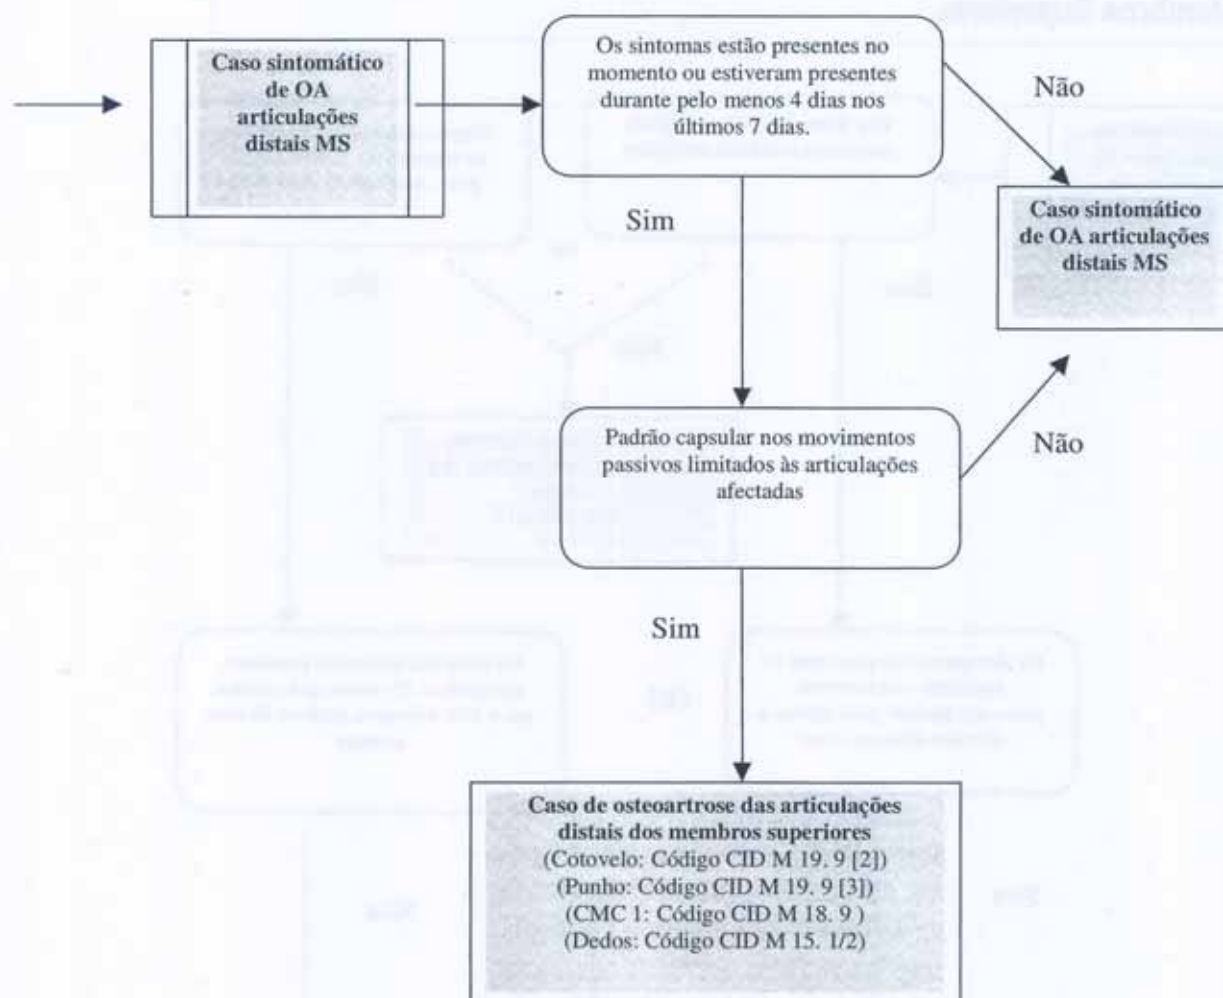 Caso sintomático
de OA
articulações
distais MS
Os sintomas estão presentes no
momento ou estiveram presentes
durante pelo menos 4 dias nos
últimos 7 dias.
Não
Sim
Caso sintomático
de OA articulações
distais MS
Padrão capsular nos movimentos
passivos limitados às articulações
afectadas
Não
Sim
Caso de osteoartrose das articulações
distais dos membros superiores
(Cotovelo: Código CID M 19. 9 [2])
(Punho: Código CID M 19. 9 [3])
(CMC 1: Código CID M 18. 9 )
(Dedos: Código CID M 15. 1/2)